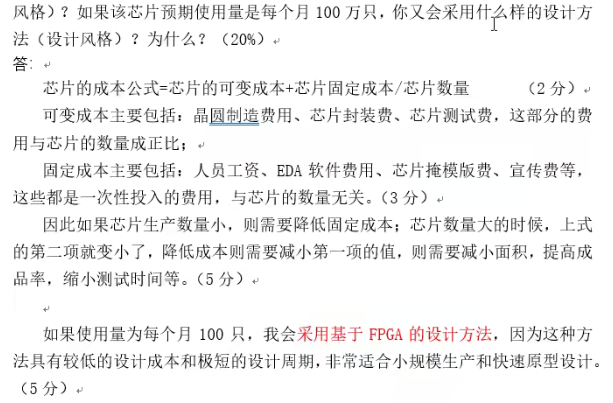 风格)？如果该芯片预期使用量是每个月 100 万只，你又会采用什么样的设计方
法（设计风格）？为什么？（20%）
答：
芯片的成本公式=芯片的可变成本+芯片固定成本/芯片数量 （2 分）
可变成本主要包括：晶圆制造费用、芯片封装费、芯片测试费，这部分的费
用与芯片的数量成正比；
固定成本主要包括：人员工资、EDA 软件费用、芯片掩模版费、宣传费等，
这些都是一次性投入的费用，与芯片的数量无关。（3 分）
因此如果芯片生产数量小，则需要降低固定成本；芯片数量大的时候，上式
的第二项就变小了，降低成本则需要减小第一项的值，则需要减小面积，提高成
品率，缩小测试时间等。（5 分）
如果使用量为每个月 100 只，我会采用基于 FPGA 的设计方法，因为这种方
法具有较低的设计成本和极短的设计周期，非常适合小规模生产和快速原型设计。
（5 分）